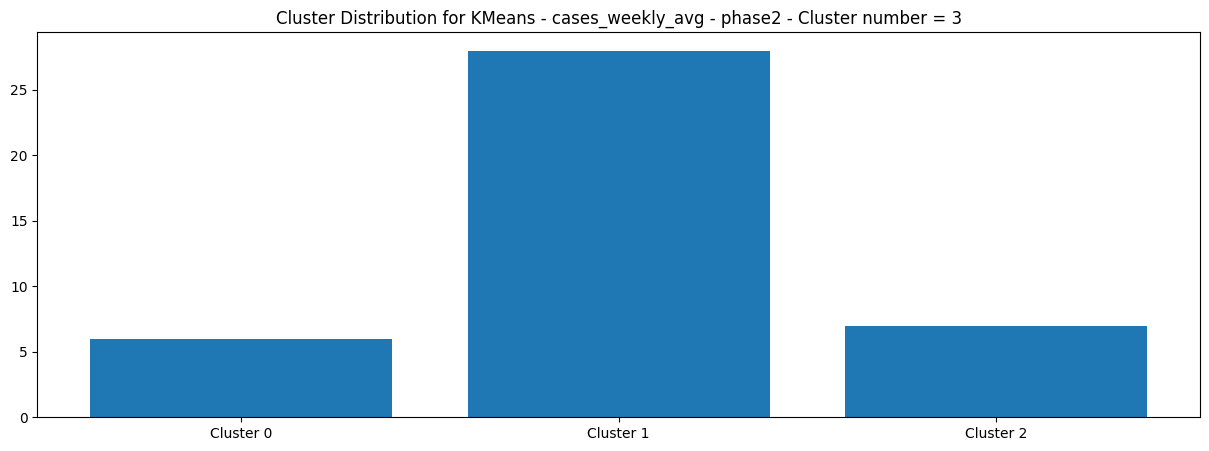 Cluster Distribution for KMeans - cases_weekly_avg - phase2 - Cluster number = 3
25
20
15
10
5
0
Cluster 0
Cluster 1
Cluster 2